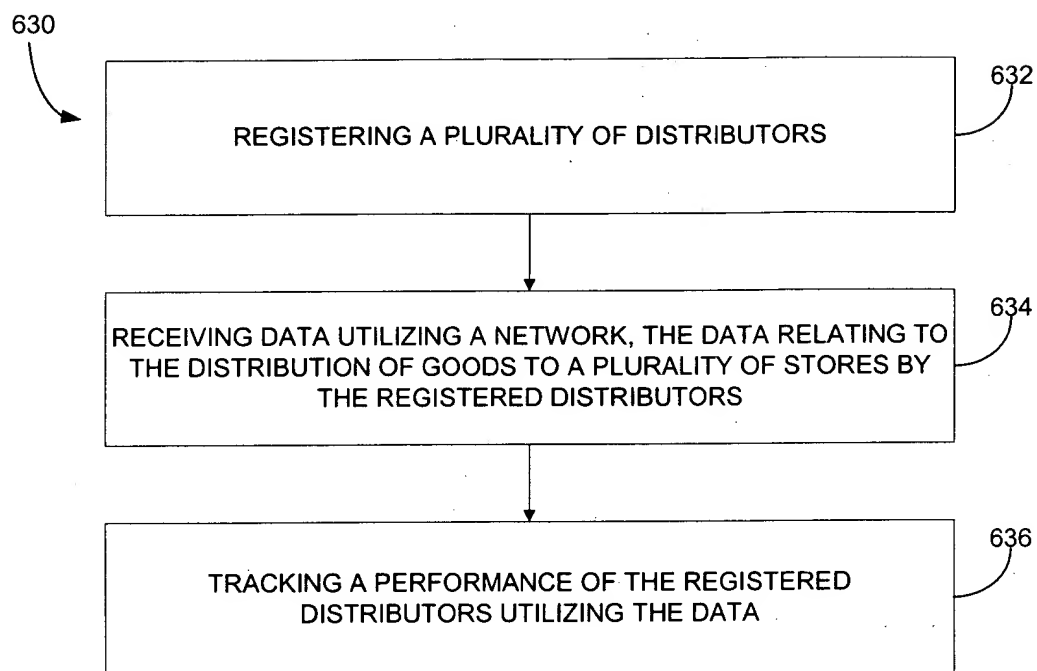 630
632
REGISTERING A PLURALITY OF DISTRIBUTORS
634
RECEIVING DATA UTILIZING A NETWORK, THE DATA RELATING TO
THE DISTRIBUTION OF GOODS TO A PLURALITY OF STORES BY
THE REGISTERED DISTRIBUTORS
636
TRACKING A PERFORMANCE OF THE REGISTERED
DISTRIBUTORS UTILIZING THE DATA